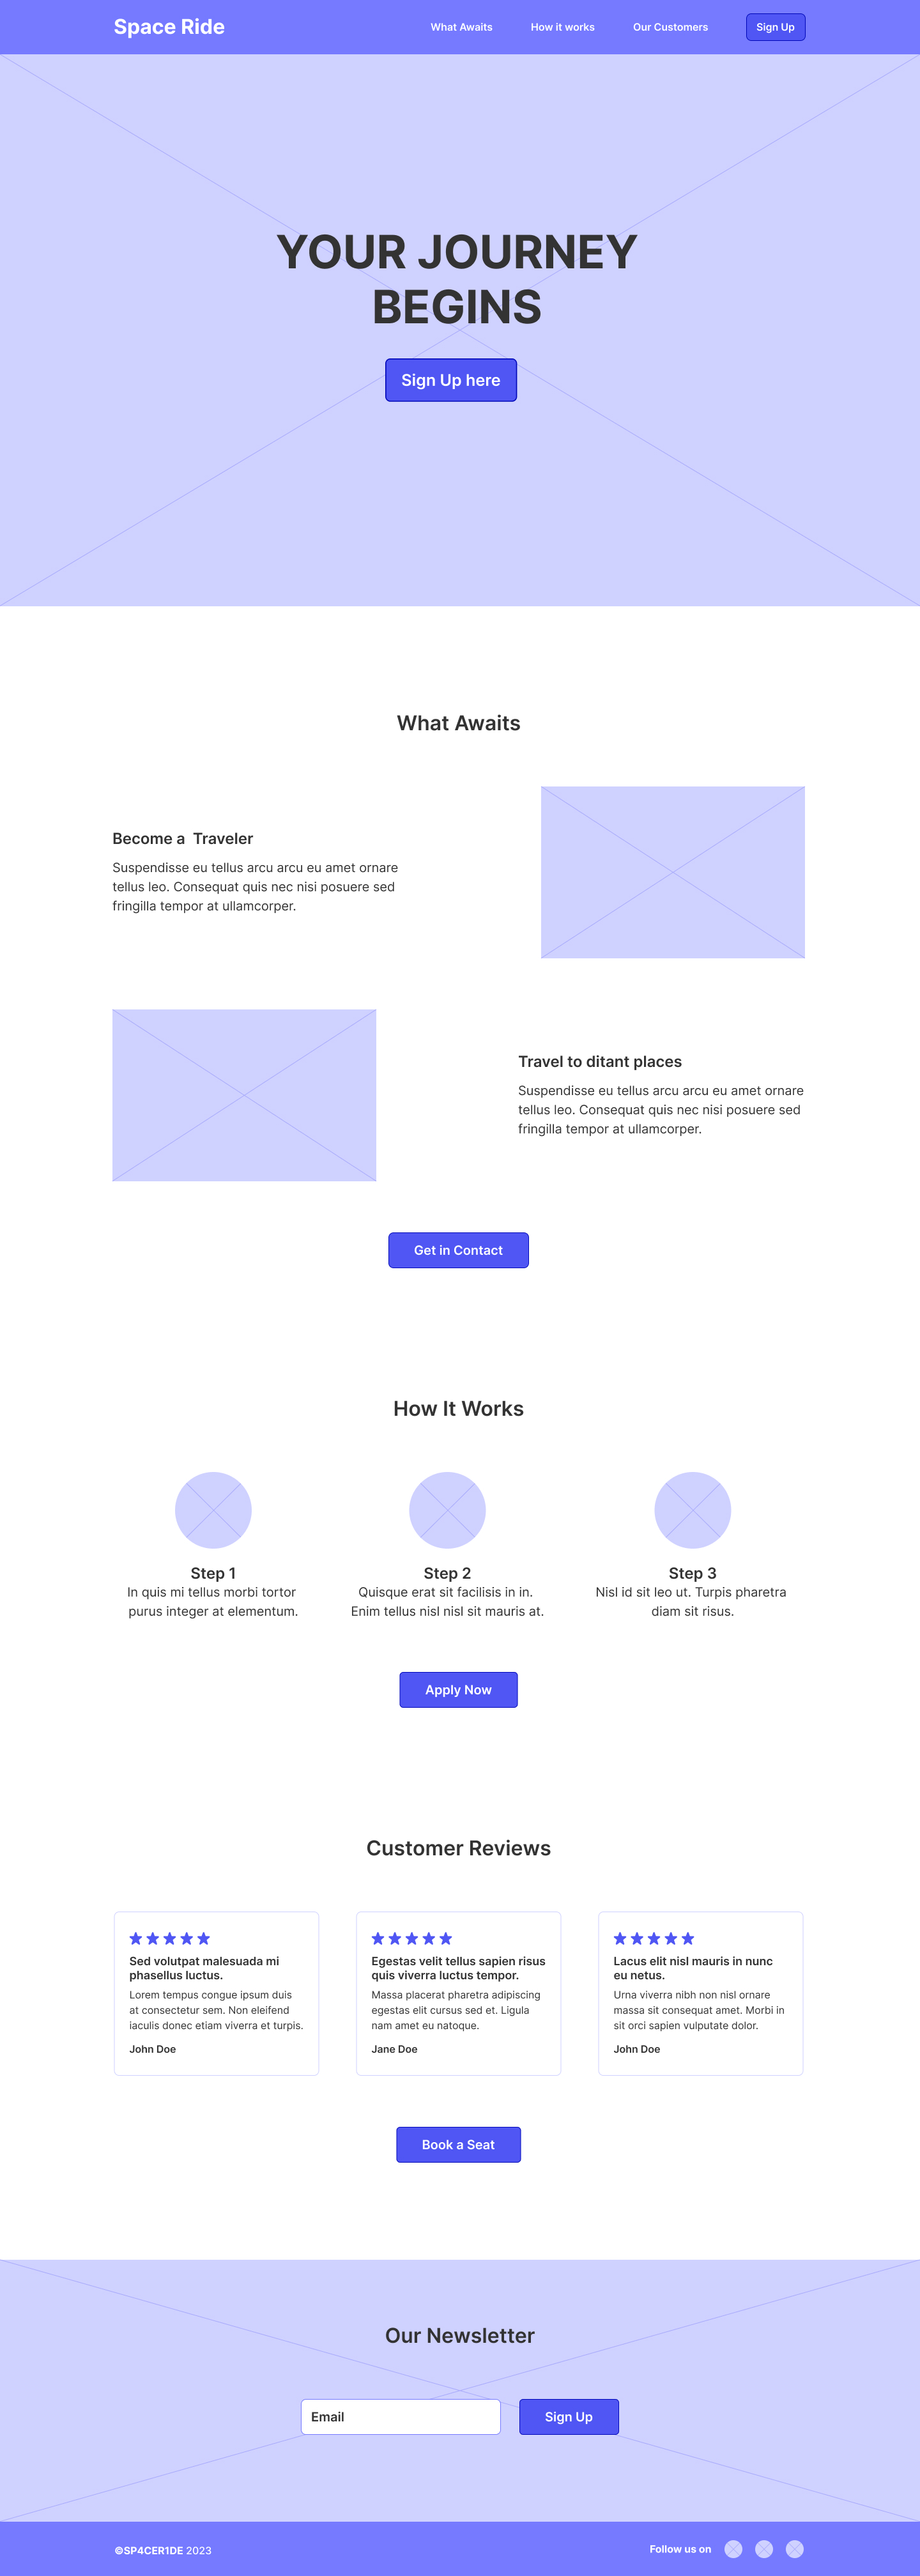 Space Ride
What Awaits
How it works
Our Customers
Sign Up
YOUR JOURNEY
BEGINS
Sign Up here
What Awaits
Become a  Traveler
Suspendisse eu tellus arcu arcu eu amet ornare
tellus leo. Consequat quis nec nisi posuere sed
fringilla tempor at ullamcorper.
Travel to ditant places
Suspendisse eu tellus arcu arcu eu amet ornare
tellus leo. Consequat quis nec nisi posuere sed
fringilla tempor at ullamcorper.
Get in Contact
How It Works
Step 1
In quis mi tellus morbi tortor
purus integer at elementum.
Step 2
Quisque erat sit facilisis in in.
Enim tellus nisl nisl sit mauris at.
Step 3
Nisl id sit leo ut. Turpis pharetra
diam sit risus.
Apply Now
Customer Reviews
Sed volutpat malesuada mi
phasellus luctus.
Lorem tempus congue ipsum duis
at consectetur sem. Non eleifend
iaculis donec etiam viverra et turpis.
John Doe
Egestas velit tellus sapien risus
quis viverra luctus tempor.
Massa placerat pharetra adipiscing
egestas elit cursus sed et. Ligula
nam amet eu natoque.
Jane Doe
Lacus elit nisl mauris in nunc
eu netus.
Urna viverra nibh non nisl ornare
massa sit consequat amet. Morbi in
sit orci sapien vulputate dolor.
John Doe
Book a Seat
Our Newsletter
Email
Sign Up
©SP4CER1DE 2023
Follow us on